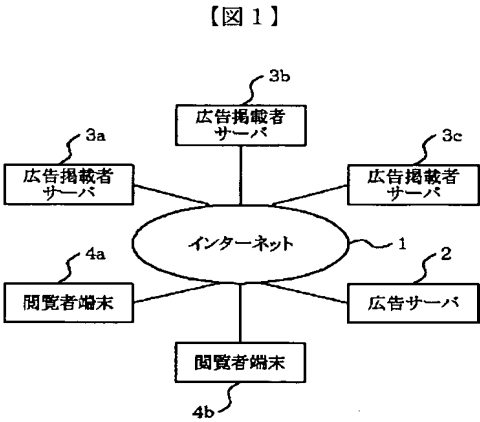 【図1】
3b
広告掲載者
サーバ
3a
広告掲載者
サーバ
3c
広告掲載者
サーバ
インターネット
1
4a
閲覧者端末
2
広告サーバ
閲覧者端末
4b